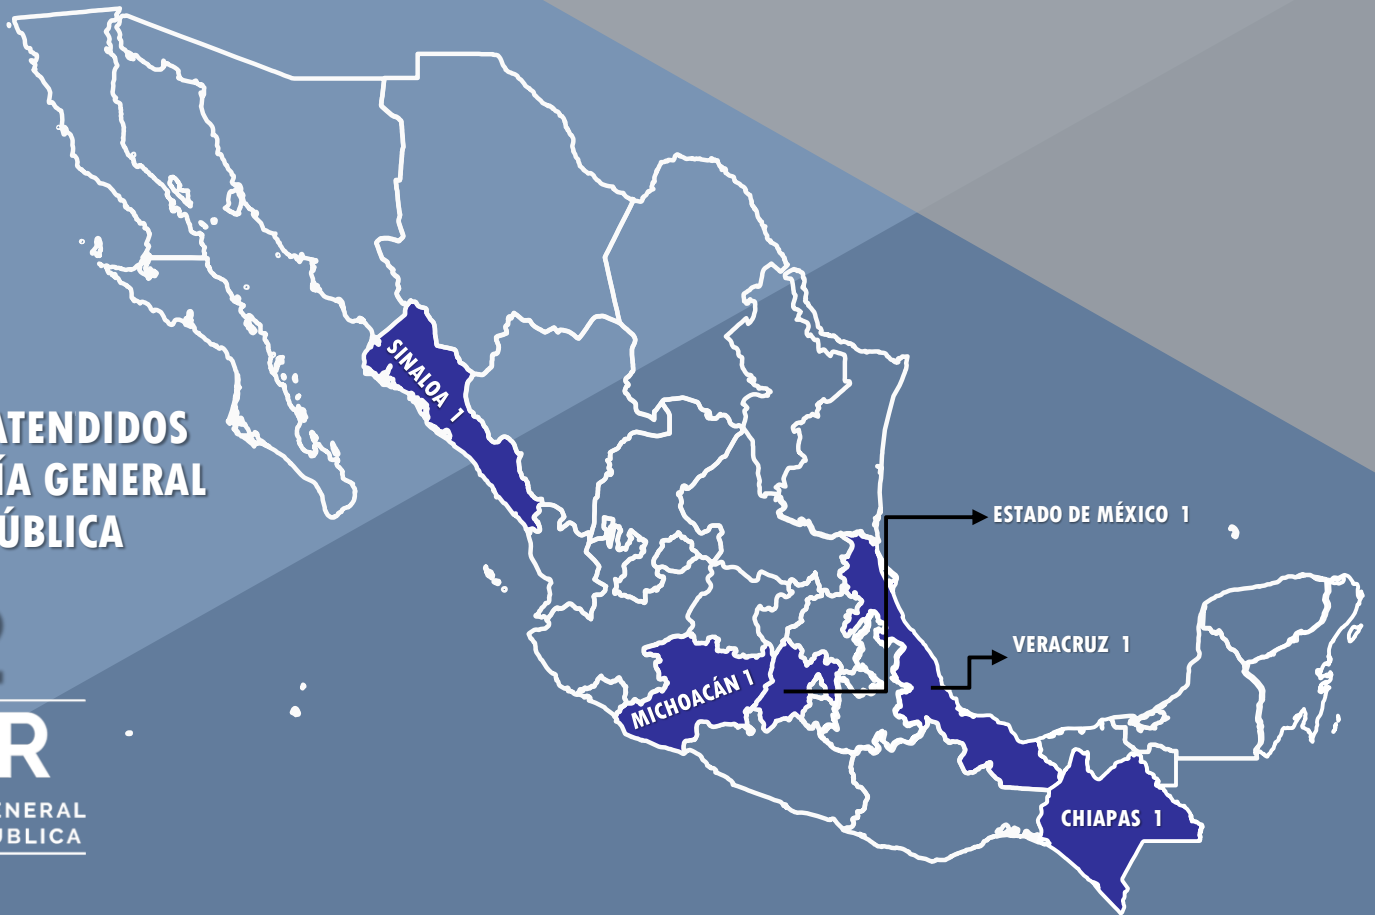 SINALOA 1
ATENDIDOS
ÍA GENERAL
ÚBLICA
ESTADO DE MÉXICO 1
VERACRUZ 1
MICHOACÁN 1
CHIAPAS 1
R
ENERAL
ÚBLICA